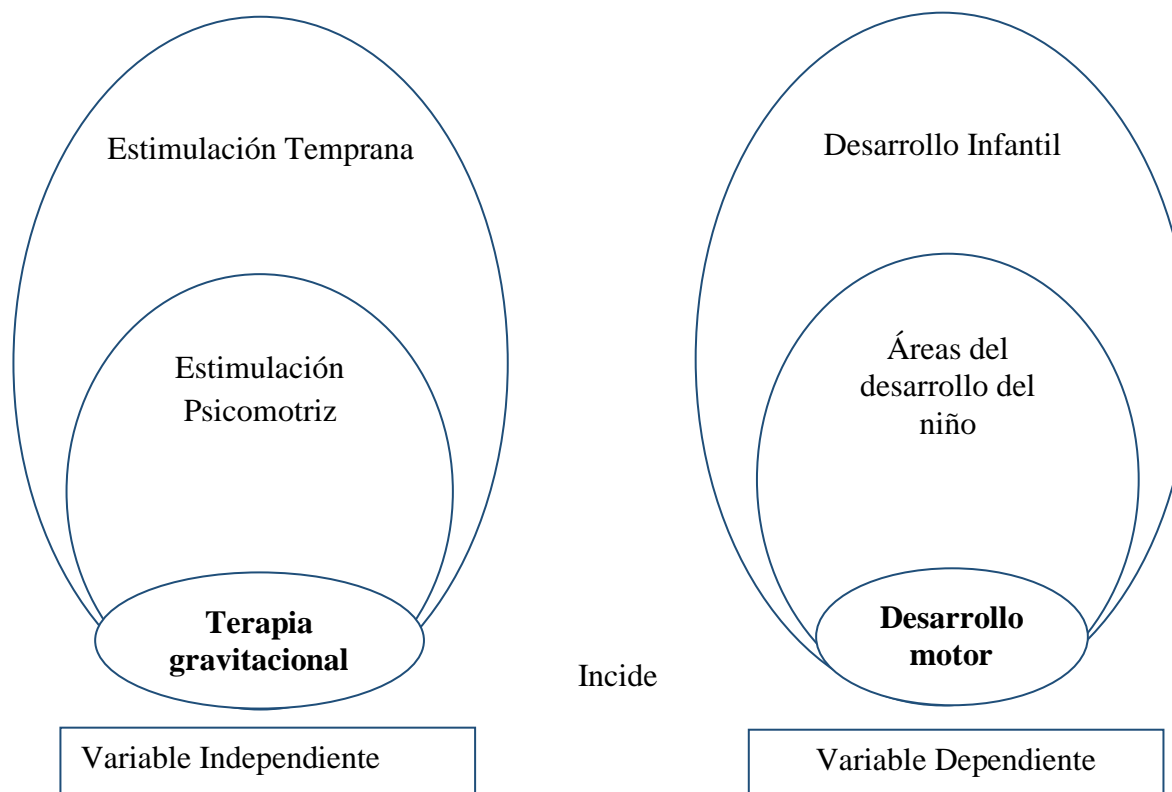 Estimulación Temprana
Estimulación
Psicomotriz
Terapia
gravitacional
Incide
Desarrollo Infantil
Áreas del
desarrollo del
niño
Desarrollo
motor
Variable Independiente
Variable Dependiente